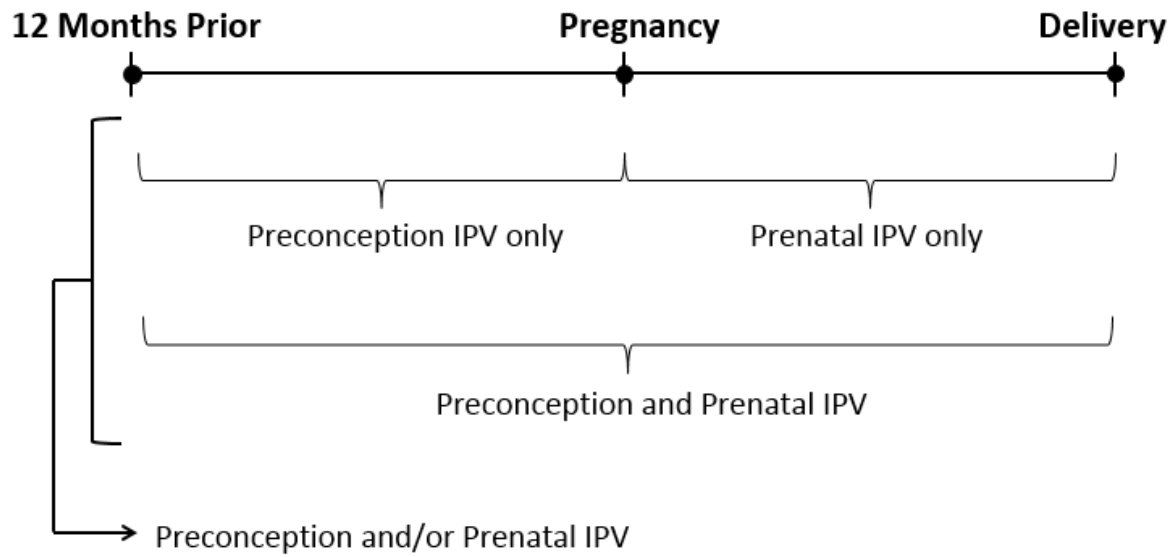 12 Months Prior Pregnancy Delivery
Preconception IPV only Prenatal IPV only
Preconception and Prenatal IPV
Preconception and/or Prenatal IPV